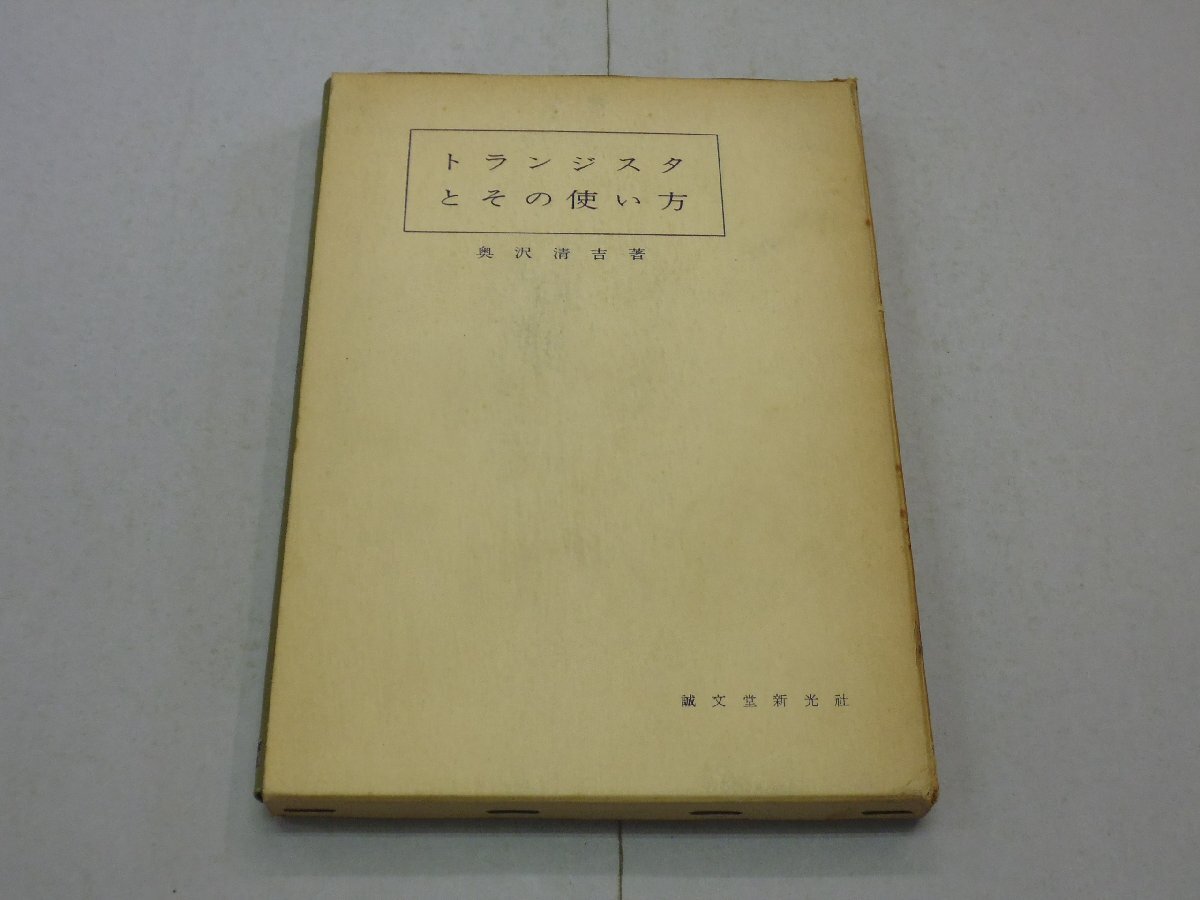 トランジスタ
とその使い方
奥沢清吉著
誠文堂新光社